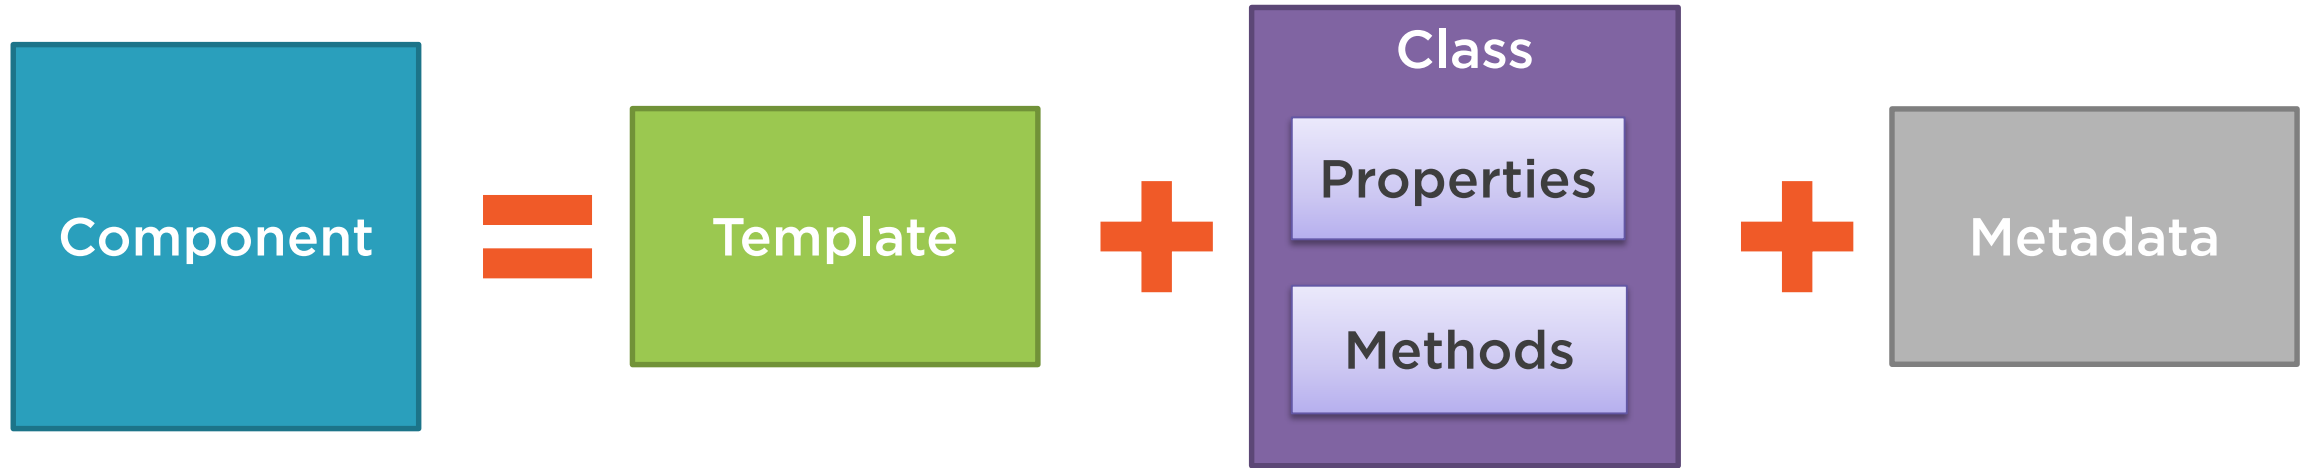 Component
=
Template
+
Class
Properties
Methods
+
Metadata